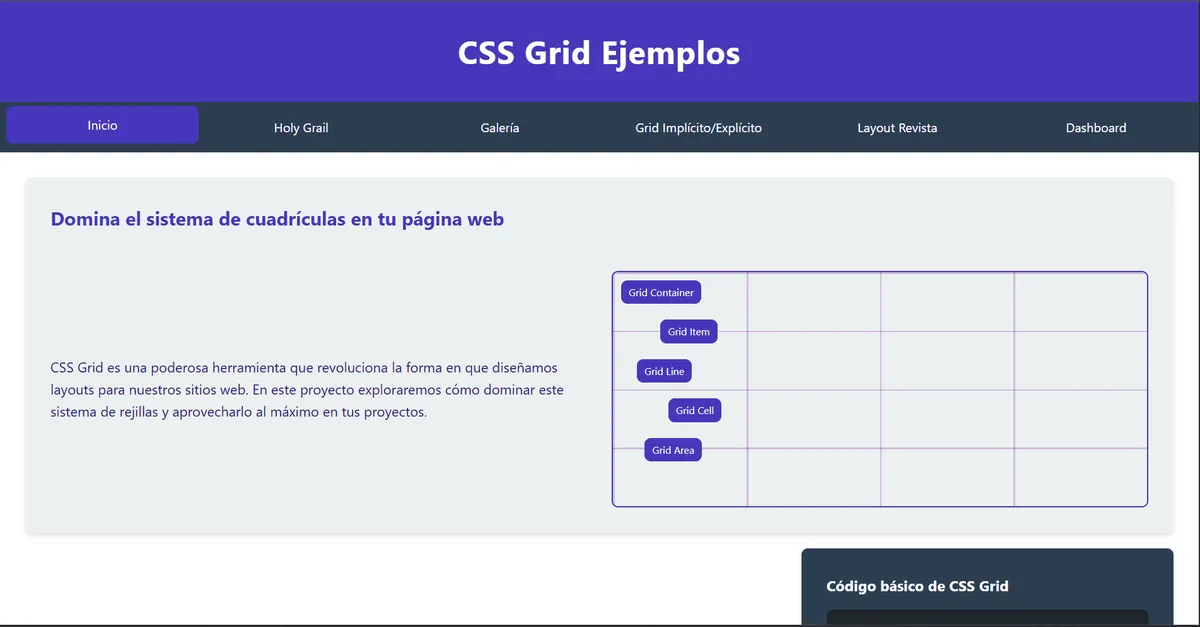 CSS Grid Ejemplos
Inicio
Holy Grail
Galería
Grid Implícito/Explícito
Layout Revista
Dashboard
Domina el sistema de cuadrículas en tu página web
CSS Grid es una poderosa herramienta que revoluciona la forma en que diseñamos
layouts para nuestros sitios web. En este proyecto exploraremos cómo dominar este
sistema de rejillas y aprovecharlo al máximo en tus proyectos.
Grid Container
Grid Item
Grid Line
Grid Cell
Grid Area
Código básico de CSS Grid